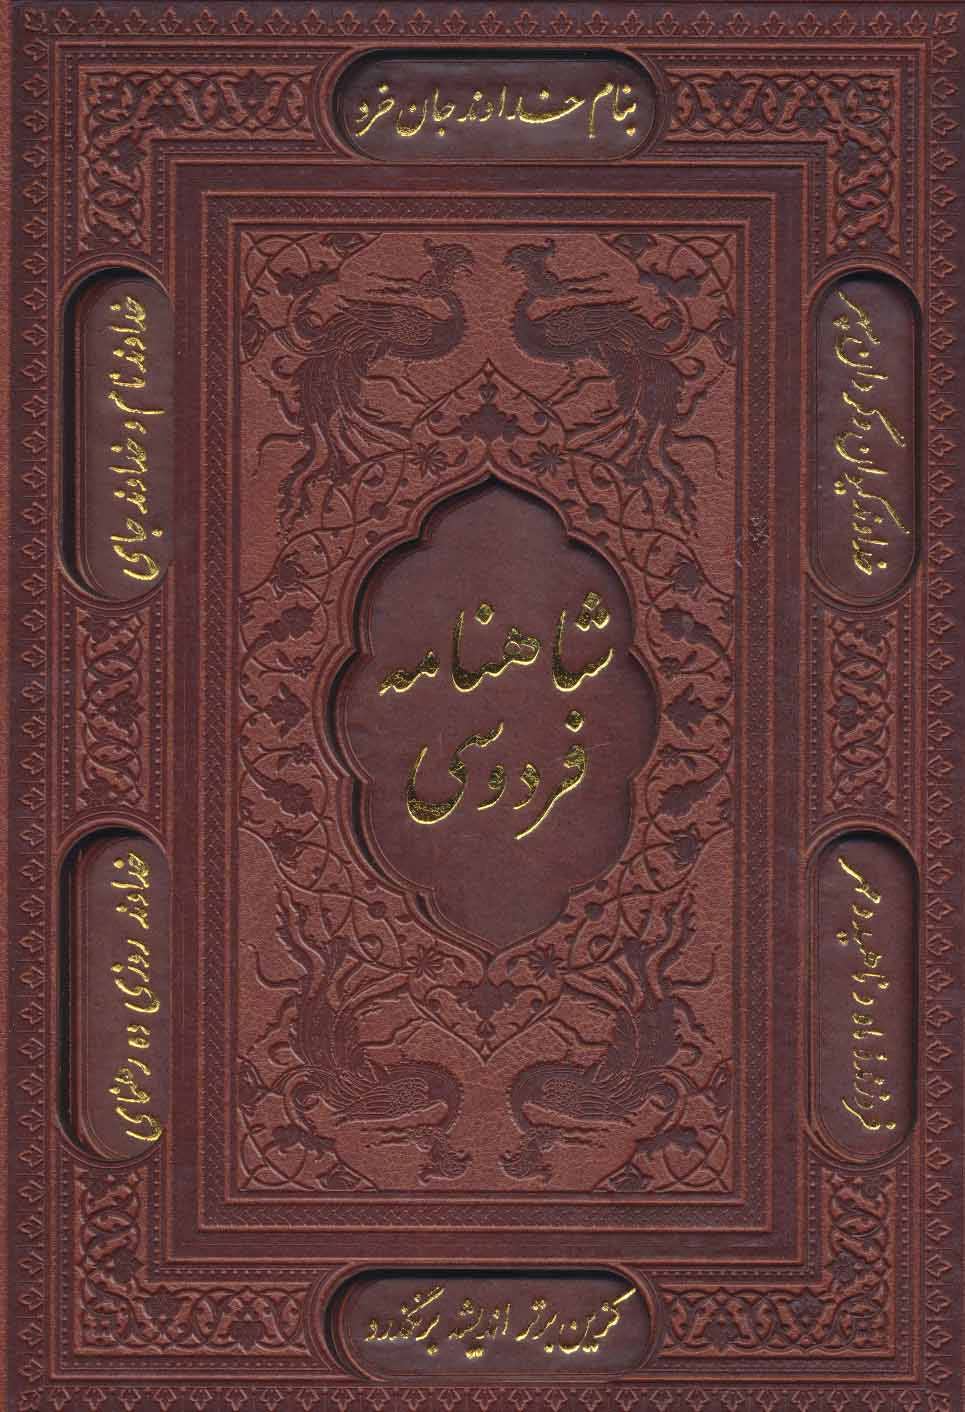 بنام خداوند جان خرد
کزین برتر اندیشه برنگذرد
خداوند نام و خداوند جای
خداوند روزی ده رهنمای
خداوند کیوان و گردان سپهر
فروزنده ماه و ناهید و مهر
شاهنامه
فردوسی